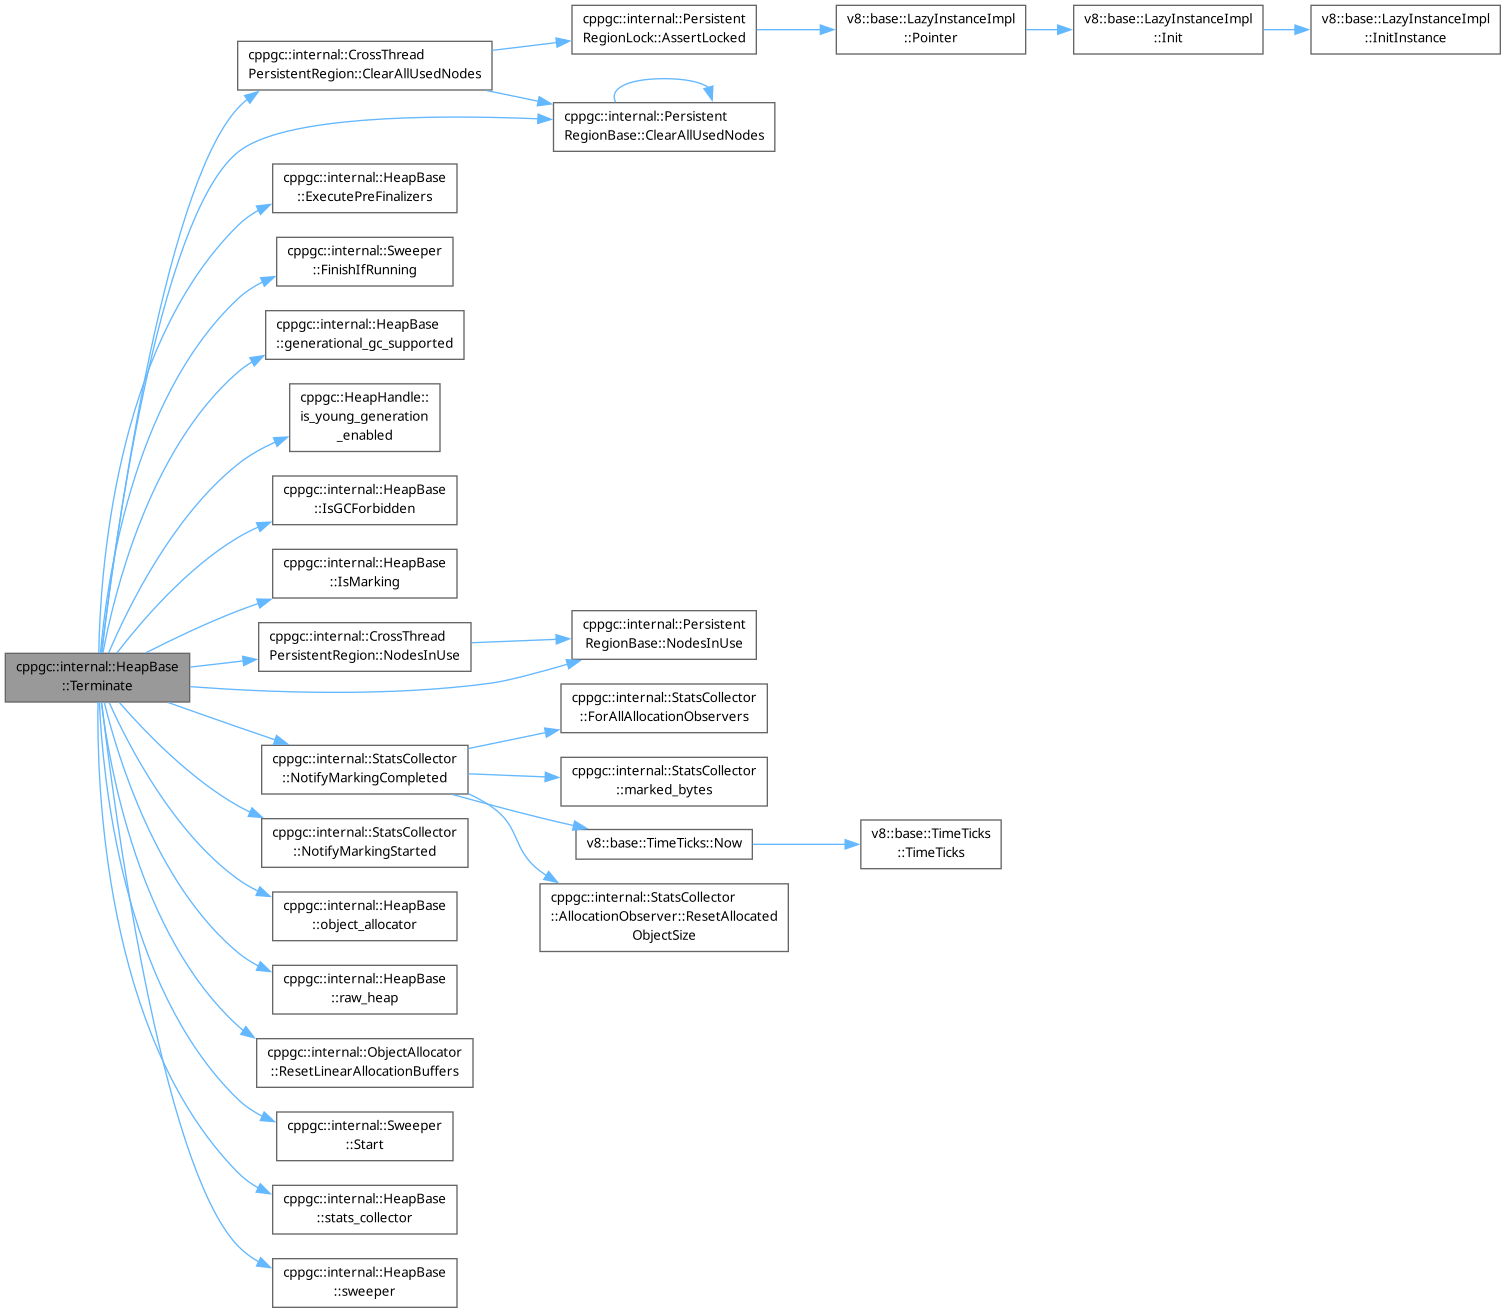 cppgc::internal::HeapBase
::Terminate
cppgc::internal::CrossThread
PersistentRegion::ClearAllUsedNodes
cppgc::internal::Persistent
RegionLock::AssertLocked
v8::base::LazyInstanceImpl
::Pointer
v8::base::LazyInstanceImpl
::Init
v8::base::LazyInstanceImpl
::InitInstance
cppgc::internal::Persistent
RegionBase::ClearAllUsedNodes
cppgc::internal::HeapBase
::ExecutePreFinalizers
cppgc::internal::Sweeper
::FinishIfRunning
cppgc::internal::HeapBase
::generational_gc_supported
cppgc::HeapHandle::
is_young_generation
_enabled
cppgc::internal::HeapBase
::IsGCForbidden
cppgc::internal::HeapBase
::IsMarking
cppgc::internal::CrossThread
PersistentRegion::NodesInUse
cppgc::internal::Persistent
RegionBase::NodesInUse
cppgc::internal::StatsCollector
::NotifyMarkingCompleted
cppgc::internal::StatsCollector
::ForAllAllocationObservers
cppgc::internal::StatsCollector
::marked_bytes
v8::base::TimeTicks::Now
v8::base::TimeTicks
::TimeTicks
cppgc::internal::StatsCollector
::AllocationObserver::ResetAllocated
ObjectSize
cppgc::internal::StatsCollector
::NotifyMarkingStarted
cppgc::internal::HeapBase
::object_allocator
cppgc::internal::HeapBase
::raw_heap
cppgc::internal::ObjectAllocator
::ResetLinearAllocationBuffers
cppgc::internal::Sweeper
::Start
cppgc::internal::HeapBase
::stats_collector
cppgc::internal::HeapBase
::sweeper